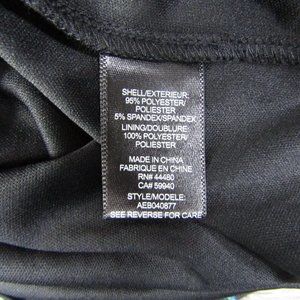 SHELL/EXTERIEUR:
95% POLYESTER/
POLIESTER
5% SPANDEX/SPANDEX
LINING/DOUBLURE:
100% POLYESTER/
POLIESTER
MADE IN CHINA
FABRIQUE EN CHINE
RN# 44480
CA# 59940
STYLE/MODELE:
AEB040877
SEE REVERSE FOR CARE